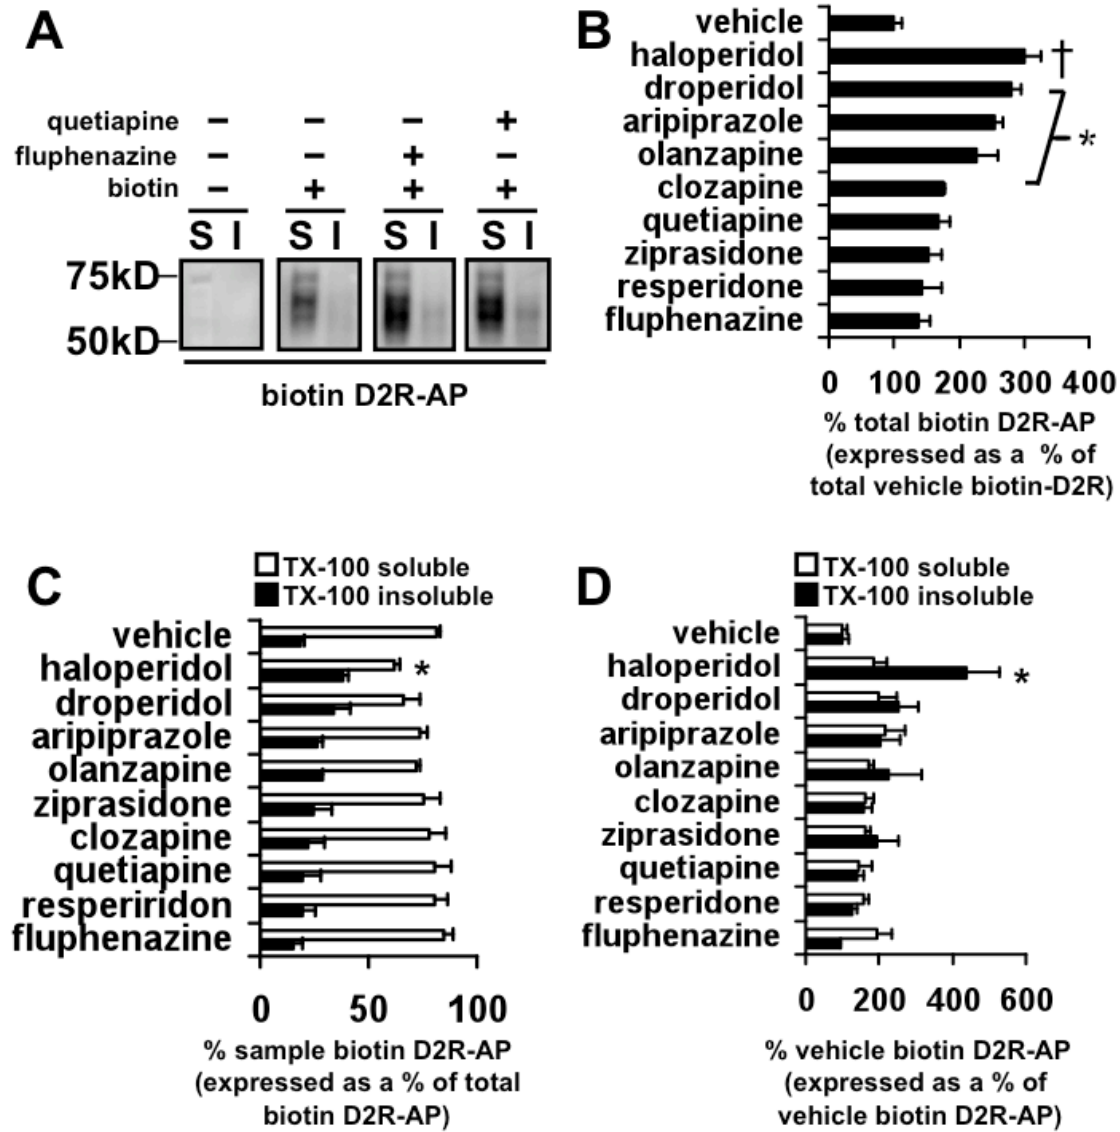 A
quetiapine − − − +
fluphenazine − − + −
biotin − + + +
S I S I S I S I
75kD
50kD
biotin D2R-AP
B
vehicle
haloperidol †
droperidol
aripiprazole
*
olanzapine
clozapine
quetiapine
ziprasidone
resperidone
fluphenazine
0 100 200 300 400
% total biotin D2R-AP
(expressed as a % of
total vehicle biotin-D2R)
C
TX-100 soluble
TX-100 insoluble
vehicle
haloperidol *
droperidol
aripiprazole
olanzapine
ziprasidone
clozapine
quetiapine
resperiridon
fluphenazine
0 50 100
% sample biotin D2R-AP
(expressed as a % of total
biotin D2R-AP)
D
TX-100 soluble
TX-100 insoluble
vehicle
haloperidol *
droperidol
aripiprazole
olanzapine
clozapine
ziprasidone
quetiapine
resperidone
fluphenazine
0 200 400 600
% vehicle biotin D2R-AP
(expressed as a % of
vehicle biotin D2R-AP)